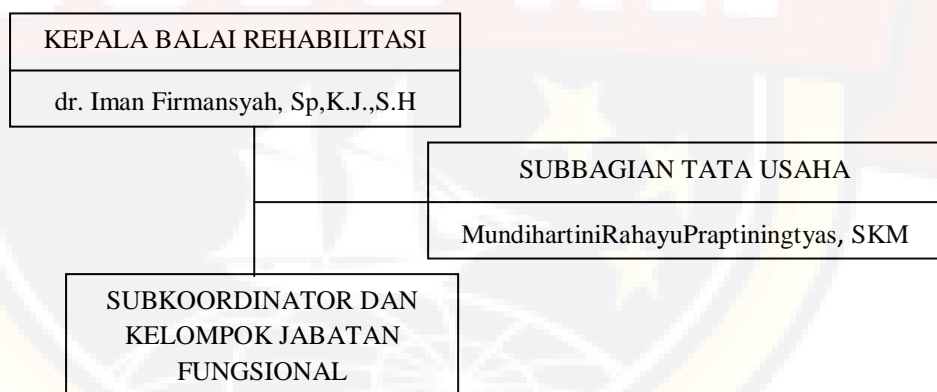 KEPALA BALAI REHABILITASI
dr. Iman Firmansyah, Sp,K.J.,S.H
SUBBAGIAN TATA USAHA
MundihartiniRahayuPraptiningtyas, SKM
SUBKOORDINATOR DAN
KELOMPOK JABATAN
FUNGSIONAL